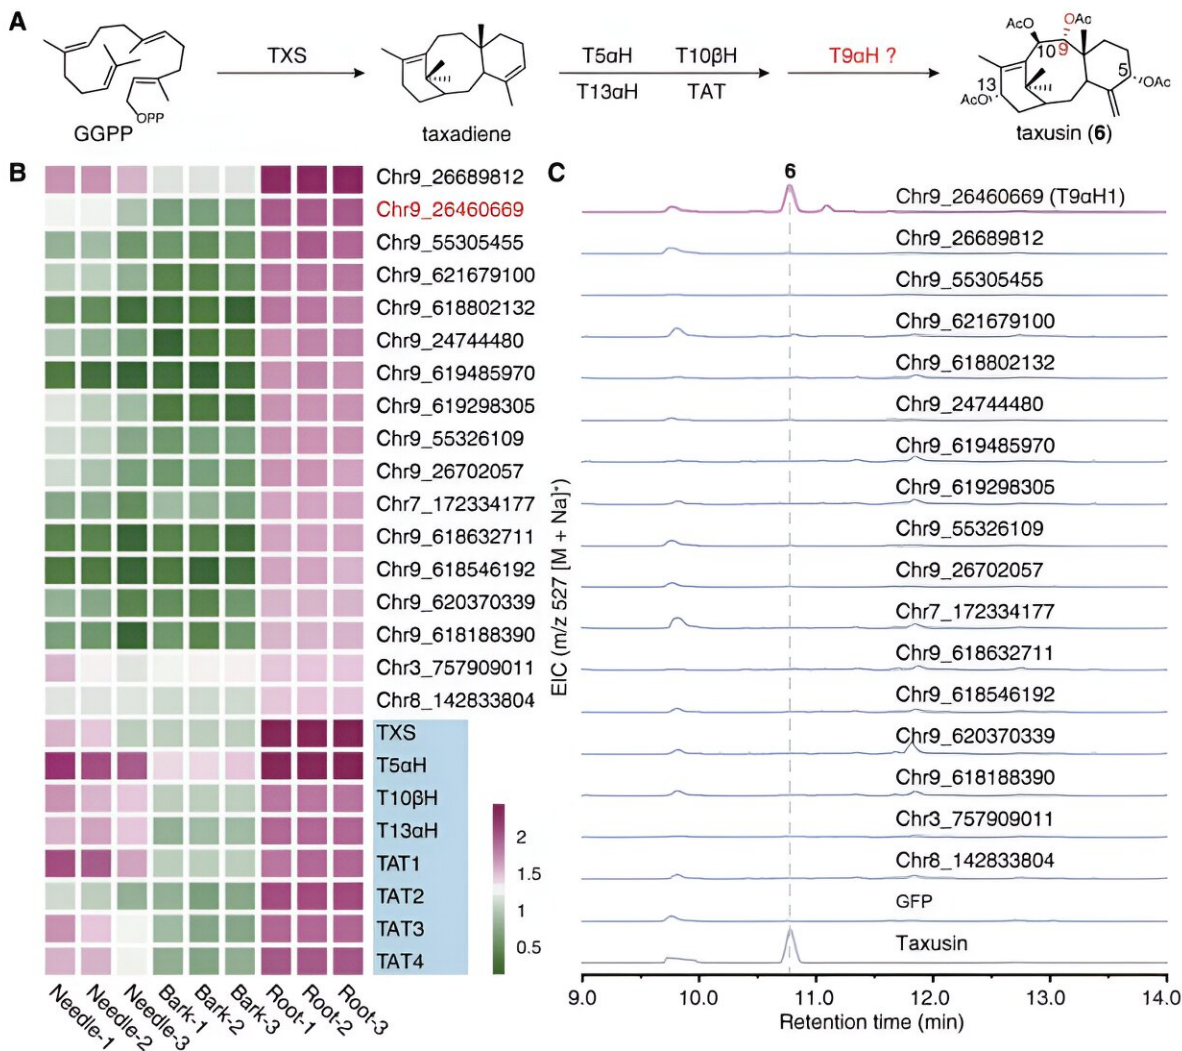 A
GGPP
OPP
TXS
taxadiene
T5αH T10βH
T13αH TAT
T9αH ?
AcO
OAc
10
9
13
5
AcO
OAc
taxusin (6)
B
Chr9_26689812
Chr9_26460669
Chr9_55305455
Chr9_621679100
Chr9_618802132
Chr9_24744480
Chr9_619485970
Chr9_619298305
Chr9_55326109
Chr9_26702057
Chr7_172334177
Chr9_618632711
Chr9_618546192
Chr9_620370339
Chr9_618188390
Chr3_757909011
Chr8_142833804
TXS
T5αH
T10βH
T13αH
TAT1
TAT2
TAT3
TAT4
2
1.5
1
0.5
Needle-1
Needle-2
Needle-3
Bark-1
Bark-2
Bark-3
Root-1
Root-2
Root-3
C
6
EIC (m/z 527 [M + Na]⁺)
Chr9_26460669 (T9αH1)
Chr9_26689812
Chr9_55305455
Chr9_621679100
Chr9_618802132
Chr9_24744480
Chr9_619485970
Chr9_619298305
Chr9_55326109
Chr9_26702057
Chr7_172334177
Chr9_618632711
Chr9_618546192
Chr9_620370339
Chr9_618188390
Chr3_757909011
Chr8_142833804
GFP
Taxusin
9.0 10.0 11.0 12.0 13.0 14.0
Retention time (min)